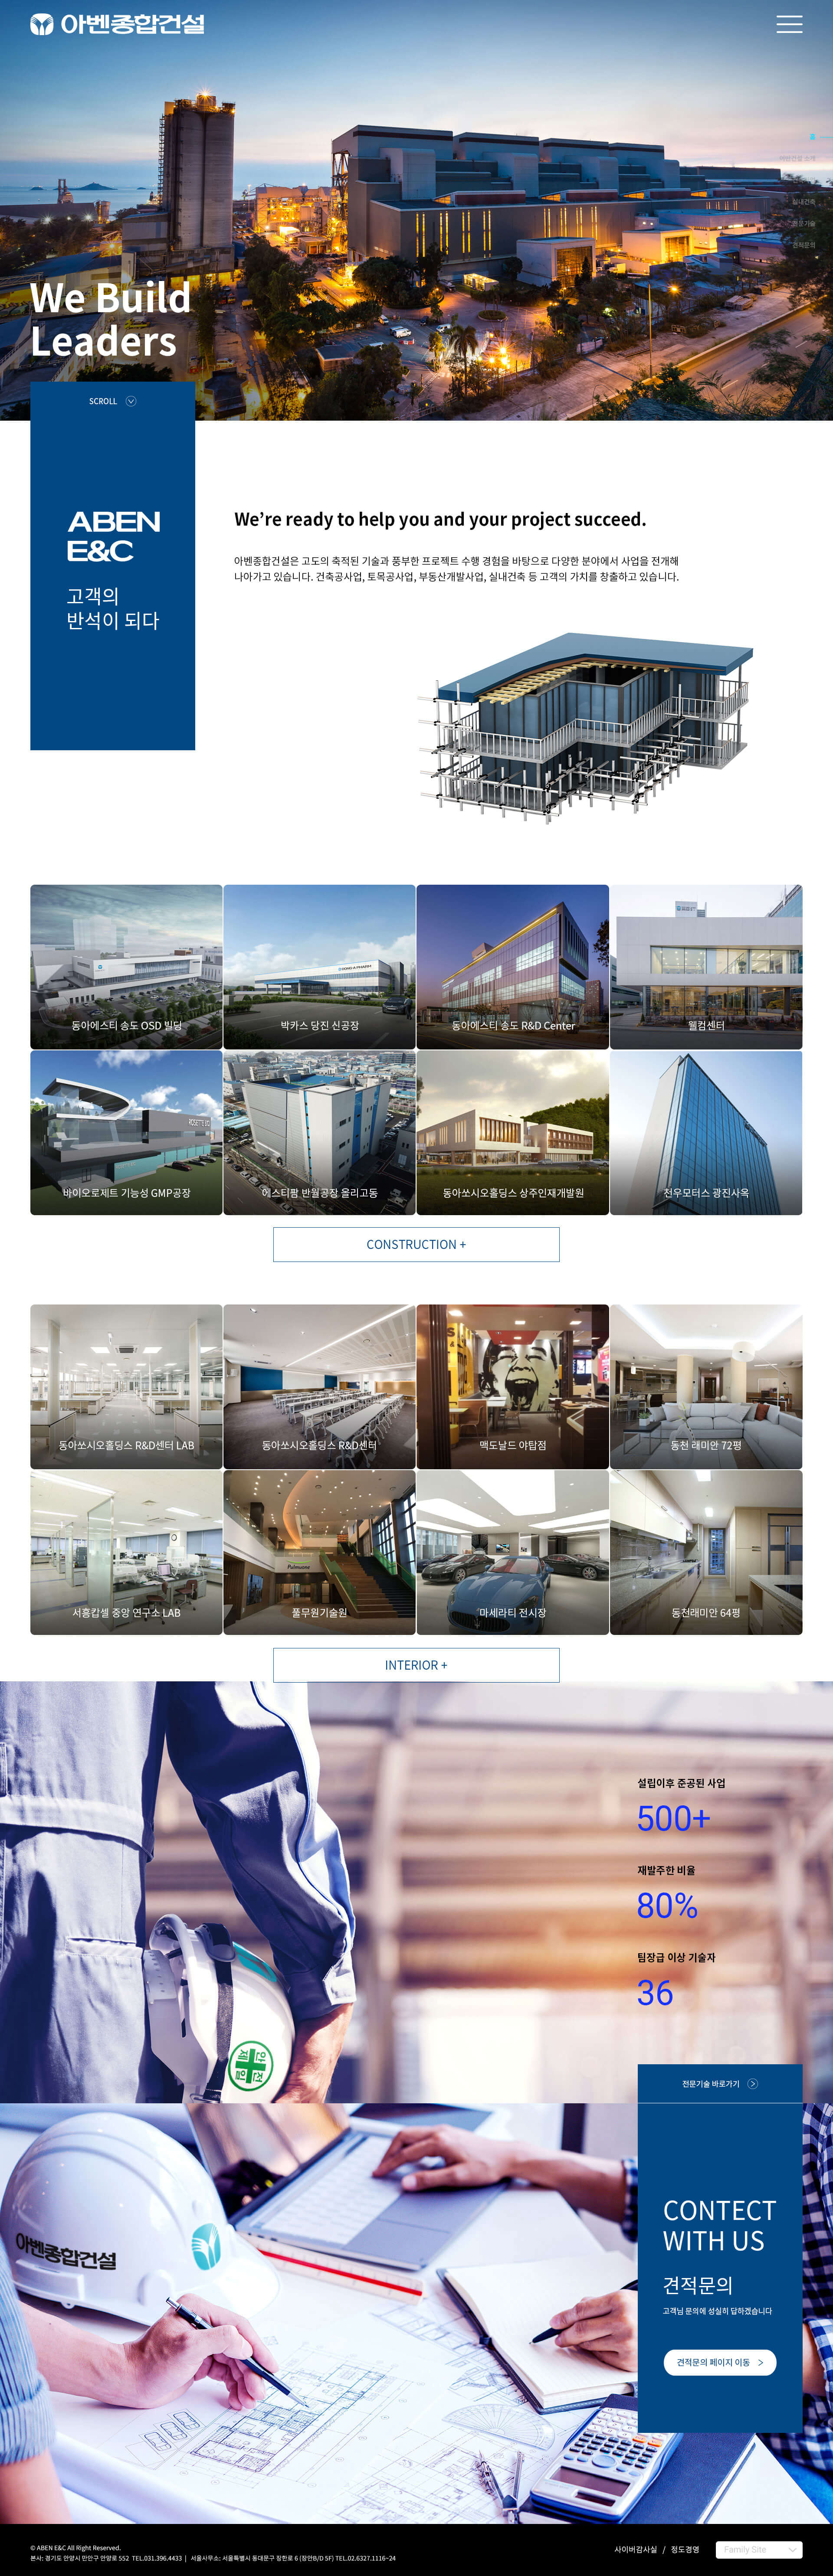 아벤종합건설
홈
아벤건설 소개
실내건축
전문기술
견적문의
We Build
Leaders
SCROLL
ABEN
E&C
고객의
반석이 되다
We're ready to help you and your project succeed.
아벤종합건설은 고도의 축적된 기술과 풍부한 프로젝트 수행 경험을 바탕으로 다양한 분야에서 사업을 전개해
나아가고 있습니다. 건축공사업, 토목공사업, 부동산개발사업, 실내건축 등 고객의 가치를 창출하고 있습니다.
동아에스티 송도 OSD 빌딩
박카스 당진 신공장
동아에스티 송도 R&D Center
웰컴센터
바이오로제트 기능성 GMP공장
에스티팜 반월공장 올리고동
동아쏘시오홀딩스 상주인재개발원
천우모터스 광진사옥
CONSTRUCTION +
동아쏘시오홀딩스 R&D센터 LAB
동아쏘시오홀딩스 R&D센터
맥도날드 야탑점
동천 래미안 72평
서흥캅셀 중앙 연구소 LAB
풀무원기술원
마세라티 전시장
동천래미안 64평
INTERIOR +
설립이후 준공된 사업
500+
재발주한 비율
80%
팀장급 이상 기술자
36
전문기술 바로가기
아벤종합건설
CONTECT
WITH US
견적문의
고객님 문의에 성실히 답하겠습니다
견적문의 페이지 이동 >
© ABEN E&C All Right Reserved.
본사: 경기도 안양시 만안구 안양로 552 TEL.031.396.4433 | 서울사무소: 서울특별시 동대문구 장한로 6 (장안B/D 5F) TEL.02.6327.1116~24
사이버감사실 / 정도경영
Family Site